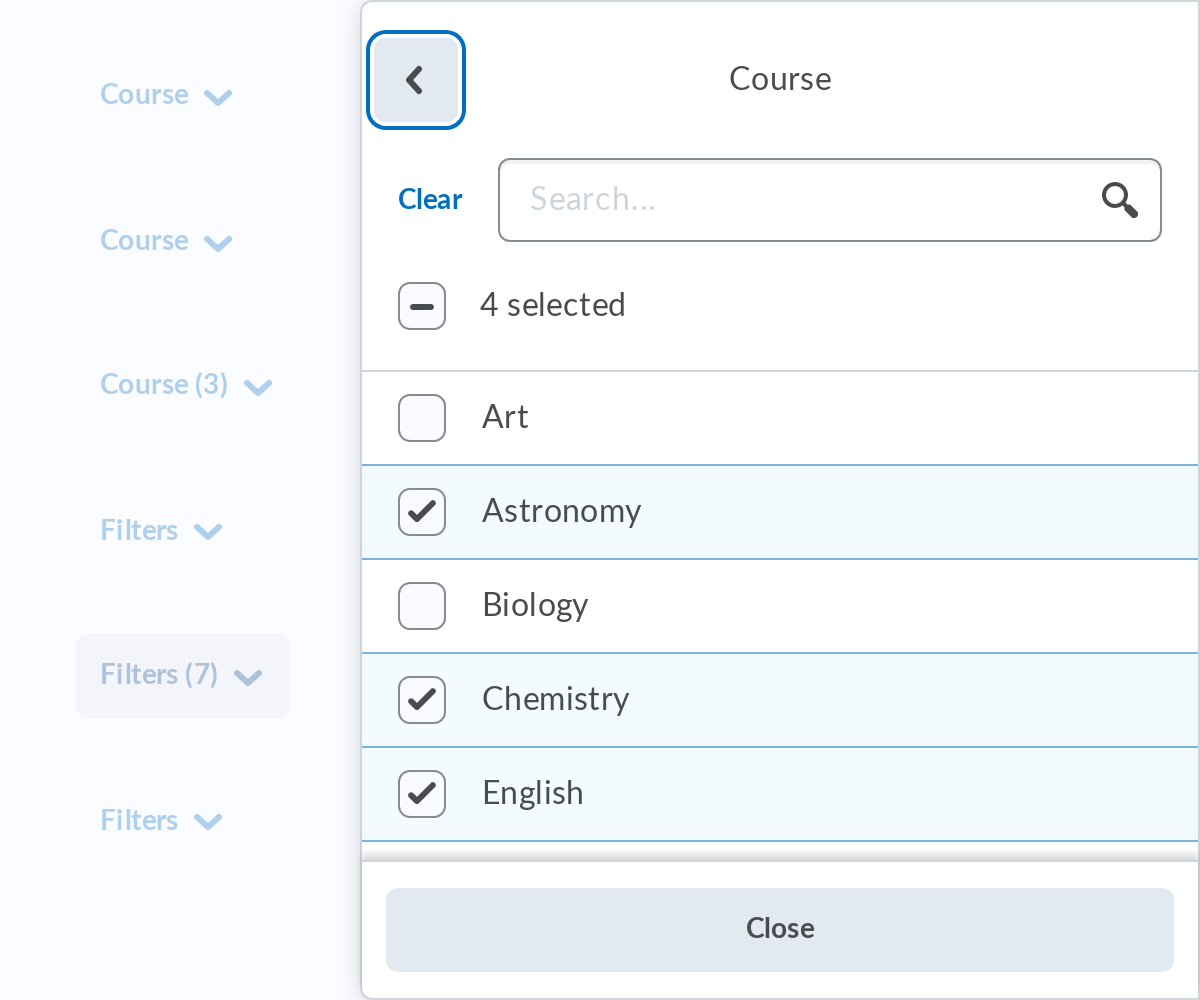 Course
Course
Course (3)
Filters
Filters (7)
Filters
Course
Clear
Search...
4 selected
Art
Astronomy
Biology
Chemistry
English
Close